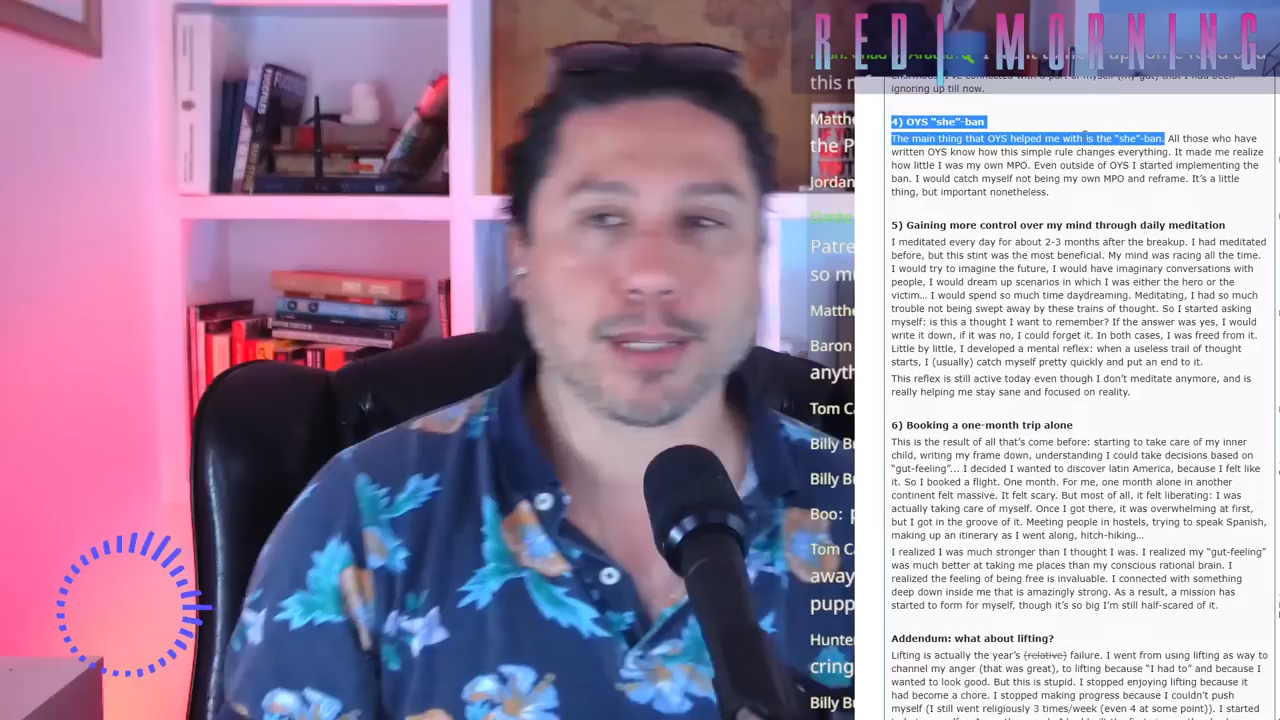 RED MORNING
this m
ignoring up till now.
Matthe
the P
Jordan
Patre
so m
Matthe
Baron
anyth
Tom C
Billy B
Billy B
Boo: p
Tom C
away
pupp
Hunter
cring
Billy B
4) OYS “she”-ban
The main thing that OYS helped me with is the “she”-ban. All those who have
written OYS know how this simple rule changes everything. It made me realize
how little I was my own MPO. Even outside of OYS I started implementing the
ban. I would catch myself not being my own MPO and reframe. It’s a little
thing, but important nonetheless.
5) Gaining more control over my mind through daily meditation
I meditated every day for about 2-3 months after the breakup. I had meditated
before, but this stint was the most beneficial. My mind was racing all the time.
I would try to imagine the future, I would have imaginary conversations with
people, I would dream up scenarios in which I was either the hero or the
victim… I would spend so much time daydreaming. Meditating, I had so much
trouble not being swept away by these trains of thought. So I started asking
myself: is this a thought I want to remember? If the answer was yes, I would
write it down, if it was no, I could forget it. In both cases, I was freed from it.
Little by little, I developed a mental reflex: when a useless trail of thought
starts, I (usually) catch myself pretty quickly and put an end to it.
This reflex is still active today even though I don’t meditate anymore, and is
really helping me stay sane and focused on reality.
6) Booking a one-month trip alone
This is the result of all that’s come before: starting to take care of my inner
child, writing my frame down, understanding I could take decisions based on
“gut-feeling”... I decided I wanted to discover latin America, because I felt like
it. So I booked a flight. One month. For me, one month alone in another
continent felt massive. It felt scary. But most of all, it felt liberating: I was
actually taking care of myself. Once I got there, it was overwhelming at first,
but I got in the groove of it. Meeting people in hostels, trying to speak Spanish,
making up an itinerary as I went along, hitch-hiking…
I realized I was much stronger than I thought I was. I realized my “gut-feeling”
was much better at taking me places than my conscious rational brain. I
realized the feeling of being free is invaluable. I connected with something
deep down inside me that is amazingly strong. As a result, a mission has
started to form for myself, though it’s so big I’m still half-scared of it.
Addendum: what about lifting?
Lifting is actually the year’s (relative) failure. I went from using lifting as way to
channel my anger (that was great), to lifting because “I had to” and because I
wanted to look good. But this is stupid. I stopped enjoying lifting because it
had become a chore. I stopped making progress because I couldn’t push
myself (I still went religiously 3 times/week (even 4 at some point)). I started